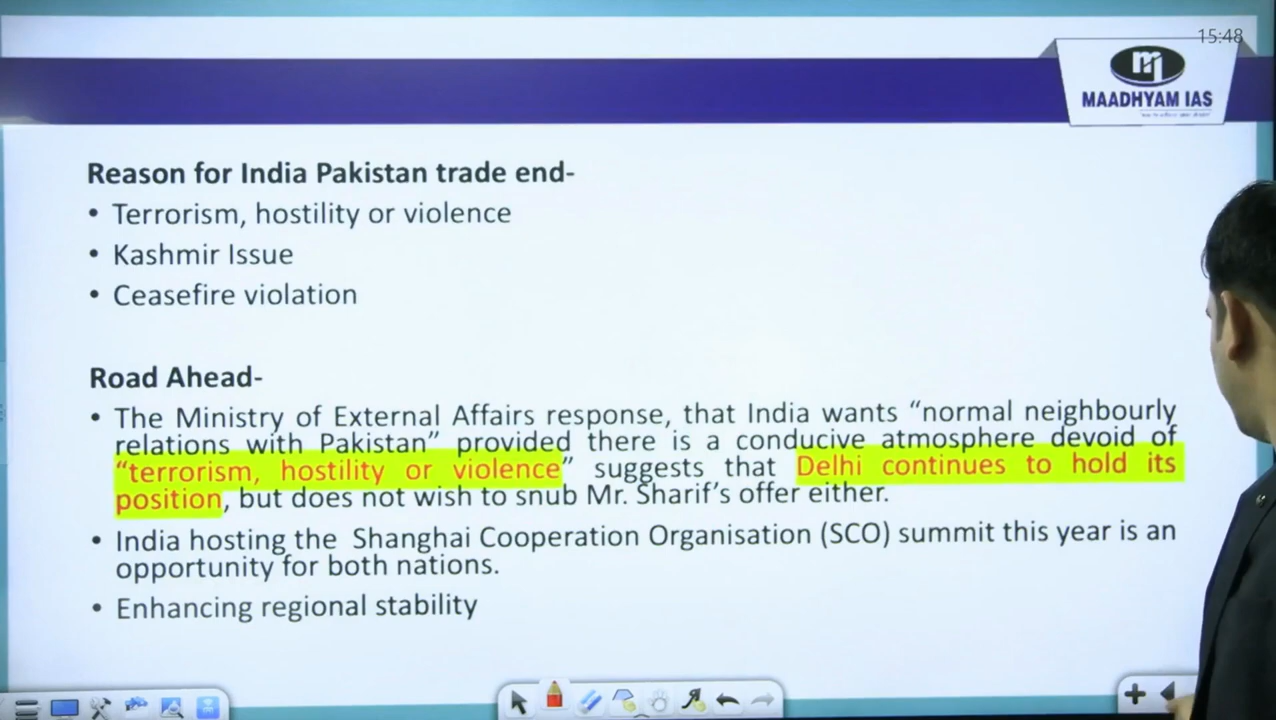 15:48
MAADHYAM IAS
Reason for India Pakistan trade end-
• Terrorism, hostility or violence
• Kashmir Issue
• Ceasefire violation
Road Ahead-
• The Ministry of External Affairs response, that India wants “normal neighbourly
relations with Pakistan” provided there is a conducive atmosphere devoid of
“terrorism, hostility or violence” suggests that Delhi continues to hold its
position, but does not wish to snub Mr. Sharif’s offer either.
• India hosting the Shanghai Cooperation Organisation (SCO) summit this year is an
opportunity for both nations.
• Enhancing regional stability